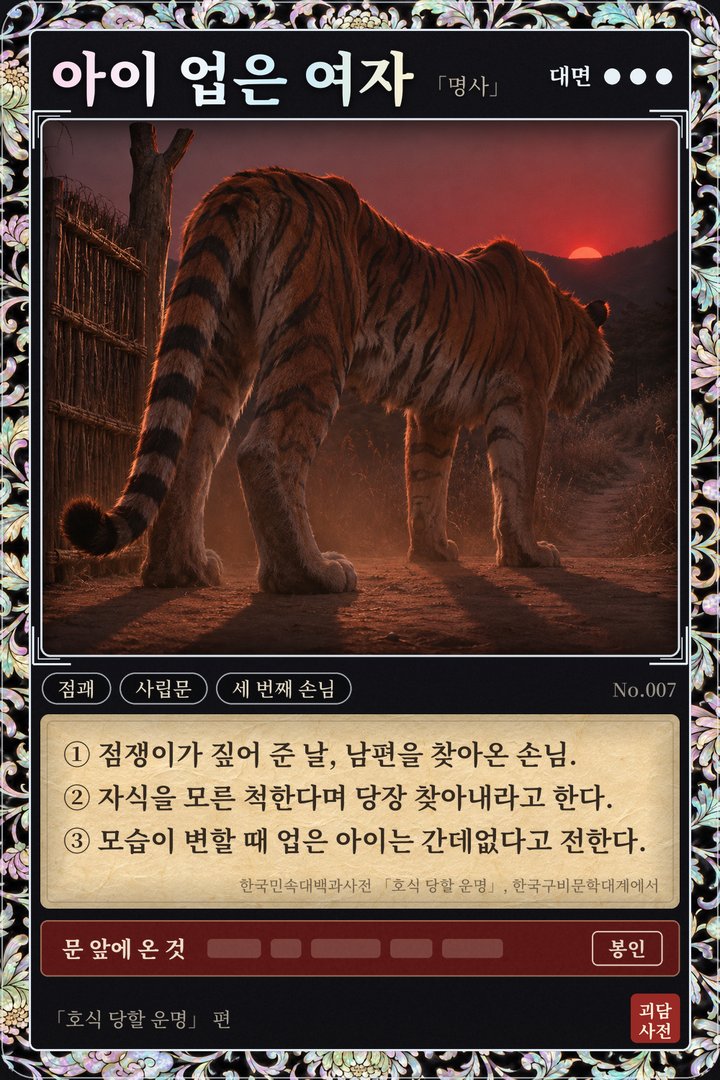 아이 업은 여자 「명사」 대면 ●●●
점괘 사립문 세 번째 손님 No.007
① 점쟁이가 짚어 준 날, 남편을 찾아온 손님.
② 자식을 모른 척한다며 당장 찾아내라고 한다.
③ 모습이 변할 때 업은 아이는 간데없다고 전한다.
한국민속대백과사전 「호식 당할 운명」, 한국구비문학대계에서
문 앞에 온 것 봉인
「호식 당할 운명」 편
괴담
사전